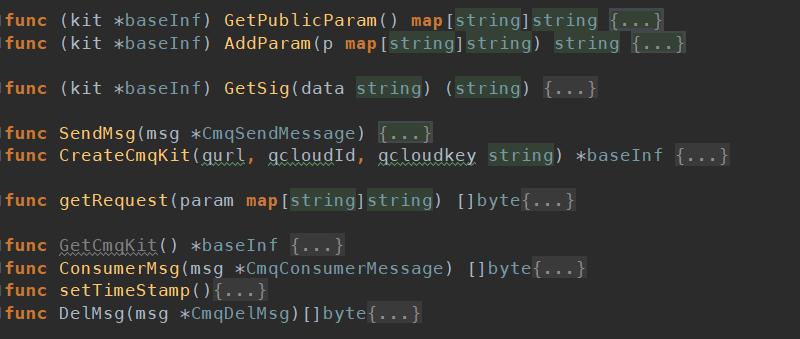 func (kit *baseInf) GetPublicParam() map[string]string {...}
func (kit *baseInf) AddParam(p map[string]string) string {...}
func (kit *baseInf) GetSig(data string) (string) {...}
func SendMsg(msg *CmqSendMessage) {...}
func CreateCmqKit(qurl, qcloudId, qcloudkey string) *baseInf {...}
func getRequest(param map[string]string) []byte{...}
func GetCmqKit() *baseInf {...}
func ConsumerMsg(msg *CmqConsumerMessage) []byte{...}
func setTimeStamp(){...}
func DelMsg(msg *CmqDelMsg)[]byte{...}